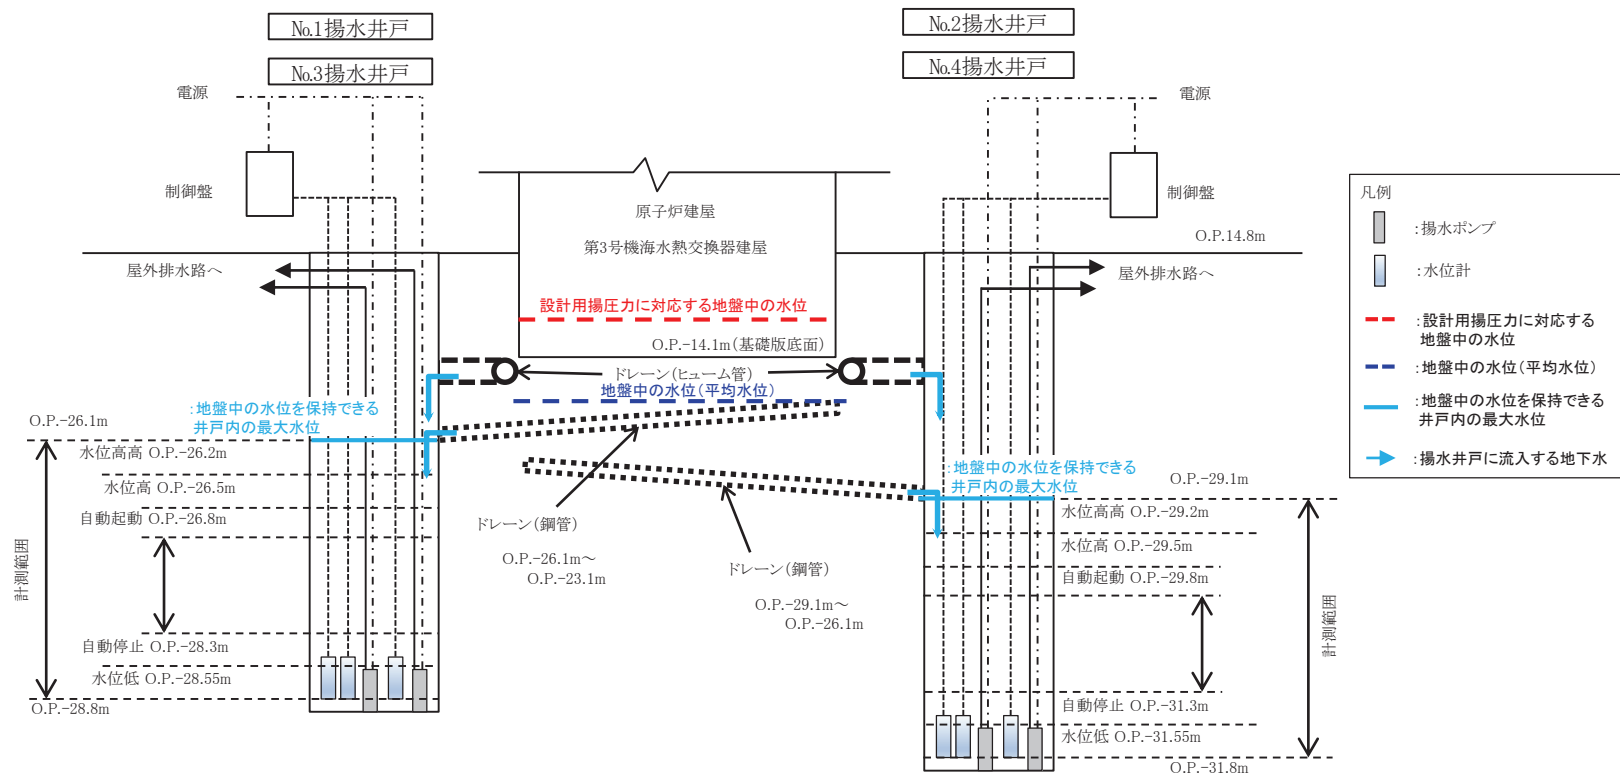 No.1揚水井戸
No.3揚水井戸
No.2揚水井戸
No.4揚水井戸
電源
制御盤
屋外排水路へ
原子炉建屋
第3号機海水熱交換器建屋
設計用揚圧力に対応する地盤中の水位
O.P.-14.1m(基礎版底面)
ドレーン(ヒューム管)
地盤中の水位(平均水位)
:地盤中の水位を保持できる
井戸内の最大水位
O.P.-26.1m
水位高高 O.P.-26.2m
水位高 O.P.-26.5m
自動起動 O.P.-26.8m
計測範囲
自動停止 O.P.-28.3m
水位低 O.P.-28.55m
O.P.-28.8m
ドレーン(鋼管)
O.P.-26.1m～
O.P.-23.1m
ドレーン(鋼管)
O.P.-29.1m～
O.P.-26.1m
電源
制御盤
O.P.14.8m
屋外排水路へ
:地盤中の水位を保持できる
井戸内の最大水位
O.P.-29.1m
水位高高 O.P.-29.2m
水位高 O.P.-29.5m
自動起動 O.P.-29.8m
計測範囲
自動停止 O.P.-31.3m
水位低 O.P.-31.55m
O.P.-31.8m
凡例
:揚水ポンプ
:水位計
:設計用揚圧力に対応する
地盤中の水位
:地盤中の水位(平均水位)
:地盤中の水位を保持できる
井戸内の最大水位
:揚水井戸に流入する地下水